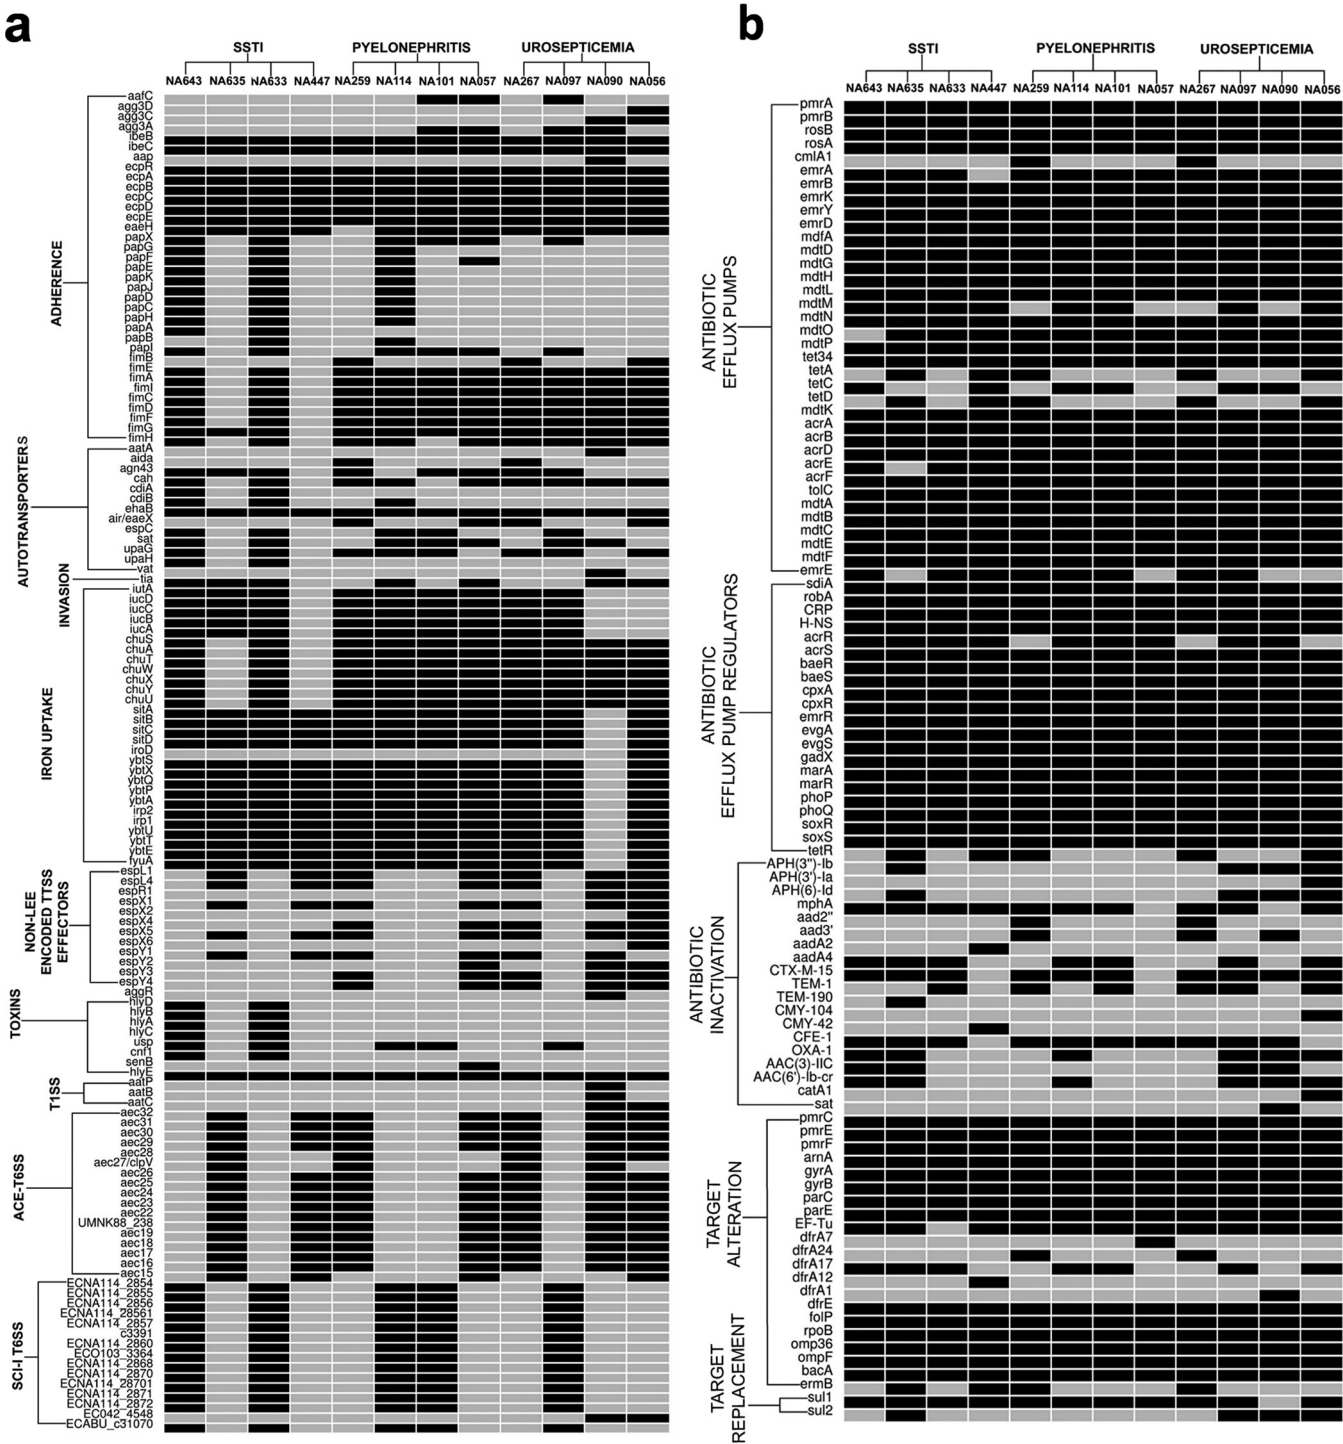 a
SSTI
PYELONEPHRITIS
UROSEPTICEMIA
NA643 NA635 NA633 NA447 NA259 NA114 NA101 NA057 NA267 NA097 NA090 NA056
ADHERENCE
aafC
agg3D
agg3C
agg3A
ibeB
ibeC
aap
ecpR
ecpA
ecpB
ecpC
ecpD
ecpE
eaeH
papX
papG
papF
papE
papK
papJ
papD
papC
papH
papA
papB
papI
fimB
fimE
fimA
fimI
fimC
fimD
fimF
fimG
fimH
AUTOTRANSPORTERS
aatA
aida
agn43
cah
cdiA
cdiB
ehaB
air/eaeX
espC
sat
upaG
upaH
vat
INVASION
tia
IRON UPTAKE
iutA
iucD
iucC
iucB
iucA
chuS
chuA
chuT
chuW
chuX
chuY
chuU
sitA
sitB
sitC
sitD
iroD
ybtS
ybtX
ybtQ
ybtP
ybtA
irp2
irp1
ybtU
ybtT
ybtE
fyuA
NON-LEE
ENCODED TTSS
EFFECTORS
espL1
espL4
espR1
espX1
espX2
espX4
espX5
espX6
espY1
espY2
espY3
espY4
aggR
TOXINS
hlyD
hlyB
hlyA
hlyC
usp
cnf1
senB
hlyE
T1SS
aatP
aatB
aatC
ACE-T6SS
aec32
aec31
aec30
aec29
aec28
aec27/clpV
aec26
aec25
aec24
aec23
aec22
UMNK88_238
aec19
aec18
aec17
aec16
aec15
SCI-I T6SS
ECNA114_2854
ECNA114_2855
ECNA114_2856
ECNA114_28561
ECNA114_2857
c3391
ECNA114_2860
ECO103_3364
ECNA114_2868
ECNA114_2870
ECNA114_28701
ECNA114_2871
ECNA114_2872
EC042_4548
ECABU_c31070
b
SSTI
PYELONEPHRITIS
UROSEPTICEMIA
NA643 NA635 NA633 NA447 NA259 NA114 NA101 NA057 NA267 NA097 NA090 NA056
ANTIBIOTIC
EFFLUX PUMPS
pmrA
pmrB
rosB
rosA
cmlA1
emrA
emrB
emrK
emrY
emrD
mdfA
mdtD
mdtG
mdtH
mdtL
mdtM
mdtN
mdtO
mdtP
tet34
tetA
tetC
tetD
mdtK
acrA
acrB
acrD
acrE
acrF
tolC
mdtA
mdtB
mdtC
mdtE
mdtF
emrE
ANTIBIOTIC
EFFLUX PUMP REGULATORS
sdiA
robA
CRP
H-NS
acrR
acrS
baeR
baeS
cpxA
cpxR
emrR
evgA
evgS
gadX
marA
marR
phoP
phoQ
soxR
soxS
tetR
ANTIBIOTIC
INACTIVATION
APH(3")-Ib
APH(3')-Ia
APH(6)-Id
mphA
aad2"
aad3'
aadA2
aadA4
CTX-M-15
TEM-1
TEM-190
CMY-104
CMY-42
CFE-1
OXA-1
AAC(3)-IIC
AAC(6')-Ib-cr
catA1
sat
TARGET
ALTERATION
pmrC
pmrE
pmrF
arnA
gyrA
gyrB
parC
parE
EF-Tu
dfrA7
dfrA24
dfrA17
dfrA12
dfrA1
dfrE
folP
rpoB
omp36
ompF
bacA
ermB
TARGET
REPLACEMENT
sul1
sul2